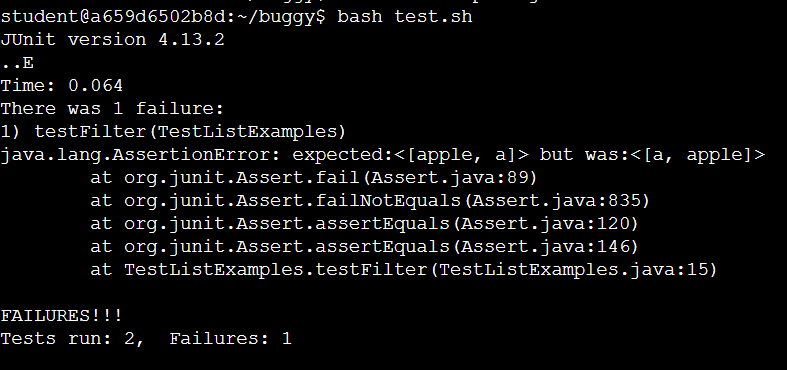 student@a659d6502b8d:~/buggy$ bash test.sh
JUnit version 4.13.2
..E
Time: 0.064
There was 1 failure:
1) testFilter(TestListExamples)
java.lang.AssertionError: expected:<[apple, a]> but was:<[a, apple]>
        at org.junit.Assert.fail(Assert.java:89)
        at org.junit.Assert.failNotEquals(Assert.java:835)
        at org.junit.Assert.assertEquals(Assert.java:120)
        at org.junit.Assert.assertEquals(Assert.java:146)
        at TestListExamples.testFilter(TestListExamples.java:15)

FAILURES!!!
Tests run: 2,  Failures: 1